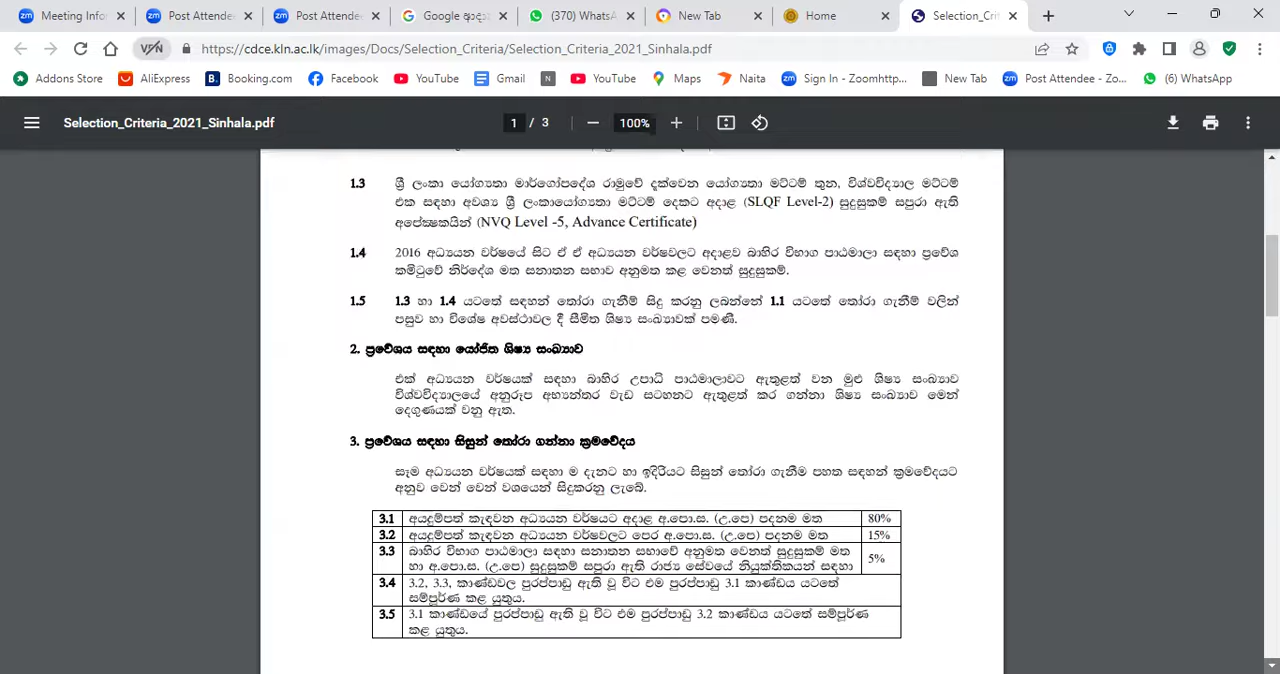 Meeting Infor
Post Attende
Post Attende
Google ආදාය
(370) WhatsA
New Tab
Home
Selection_Crit
https://cdce.kln.ac.lk/images/Docs/Selection_Criteria/Selection_Criteria_2021_Sinhala.pdf
Addons Store
AliExpress
Booking.com
Facebook
YouTube
Gmail
YouTube
Maps
Naita
Sign In - Zoomhttp...
New Tab
Post Attendee - Zo...
(6) WhatsApp
Selection_Criteria_2021_Sinhala.pdf
1 / 3
100%
1.3 ශ්‍රී ලංකා යෝග්‍යතා මාර්ගෝපදේශ රාමුවේ දැක්වෙන යෝග්‍යතා මට්ටම් තුන, විශ්වවිද්‍යාල මට්ටම්
එක සඳහා අවශ්‍ය ශ්‍රී ලංකායෝග්‍යතා මට්ටම් දෙකට අදාළ (SLQF Level-2) සුදුසුකම් සපුරා ඇති
අපේක්‍ෂකයින් (NVQ Level -5, Advance Certificate)
1.4 2016 අධ්‍යයන වර්ෂයේ සිට ඒ ඒ අධ්‍යයන වර්ෂවලට අදාළව බාහිර විභාග පාඨමාලා සඳහා ප්‍රවේශ
කමිටුවේ නිර්දේශ මත සනාතන සභාව අනුමත කළ වෙනත් සුදුසුකම්.
1.5 1.3 හා 1.4 යටතේ සඳහන් තෝරා ගැනීම් සිදු කරනු ලබන්නේ 1.1 යටතේ තෝරා ගැනීම් වලින්
පසුව හා විශේෂ අවස්ථාවල දී සීමිත ශිෂ්‍ය සංඛ්‍යාවක් පමණි.
2. ප්‍රවේශය සඳහා යෝජිත ශිෂ්‍ය සංඛ්‍යාව
එක් අධ්‍යයන වර්ෂයක් සඳහා බාහිර උපාධි පාඨමාලාවට ඇතුළත් වන මුළු ශිෂ්‍ය සංඛ්‍යාව
විශ්වවිද්‍යාලයේ අනුරූප අභ්‍යන්තර වැඩ සටහනට ඇතුළත් කර ගන්නා ශිෂ්‍ය සංඛ්‍යාව මෙන්
දෙගුණයක් වනු ඇත.
3. ප්‍රවේශය සඳහා සිසුන් තෝරා ගන්නා ක්‍රමවේදය
සෑම අධ්‍යයන වර්ෂයක් සඳහා ම දැනට හා ඉදිරියට සිසුන් තෝරා ගැනීම පහත සඳහන් ක්‍රමවේදයට
අනුව වෙන් වෙන් වශයෙන් සිදුකරනු ලැබේ.
3.1 අයදුම්පත් කැඳවන අධ්‍යයන වර්ෂයට අදාළ අ.පො.ස. (උ.පෙ) පදනම මත 80%
3.2 අයදුම්පත් කැඳවන අධ්‍යයන වර්ෂවලට පෙර අ.පො.ස. (උ.පෙ) පදනම මත 15%
3.3 බාහිර විභාග පාඨමාලා සඳහා සනාතන සභාවේ අනුමත වෙනත් සුදුසුකම් මත
හා අ.පො.ස. (උ.පෙ) සුදුසුකම් සපුරා ඇති රාජ්‍ය සේවයේ නියුක්තිකයන් සඳහා 5%
3.4 3.2, 3.3, කාණ්ඩවල පුරප්පාඩු ඇති වූ විට එම පුරප්පාඩු 3.1 කාණ්ඩය යටතේ
සම්පූර්ණ කළ යුතුය.
3.5 3.1 කාණ්ඩයේ පුරප්පාඩු ඇති වූ විට එම පුරප්පාඩු 3.2 කාණ්ඩය යටතේ සම්පූර්ණ
කළ යුතුය.